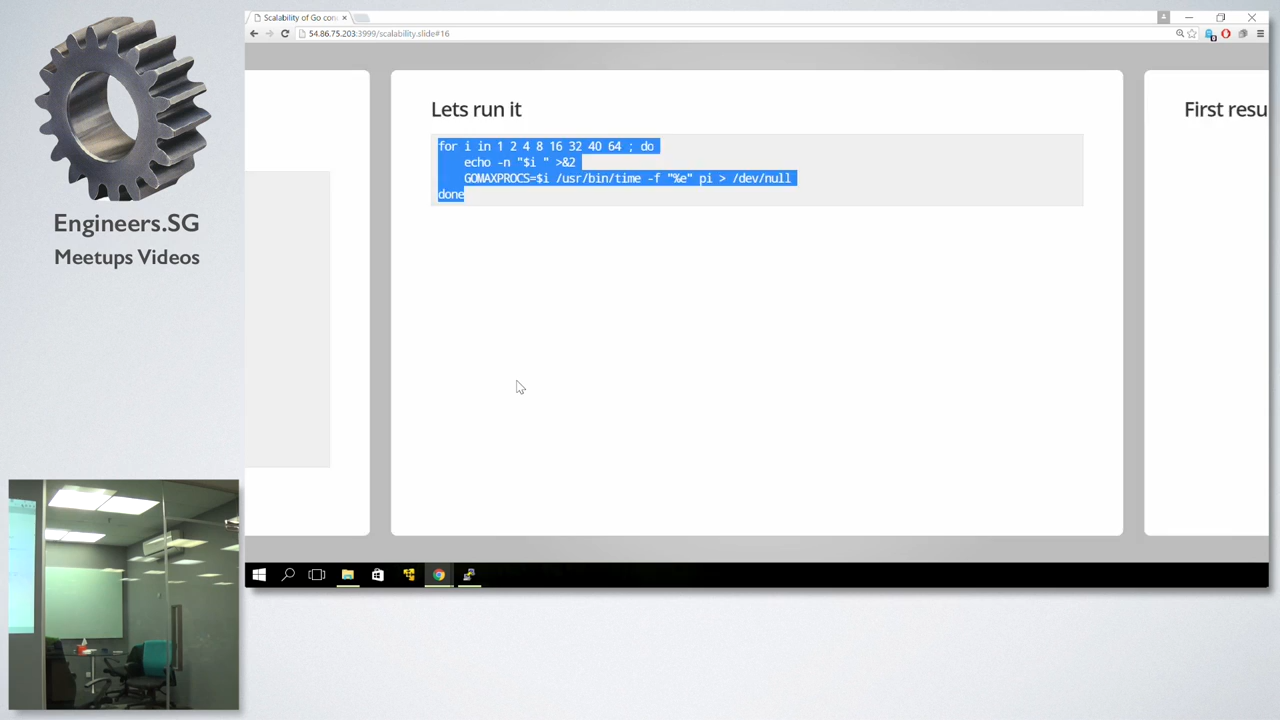 Scalability of Go con
54.86.75.203:3999/scalability.slide#16
Lets run it
for i in 1 2 4 8 16 32 40 64 ; do
echo -n "$i " >&2
GOMAXPROCS=$i /usr/bin/time -f "%e" pi > /dev/null
done
First resu
Engineers.SG
Meetups Videos